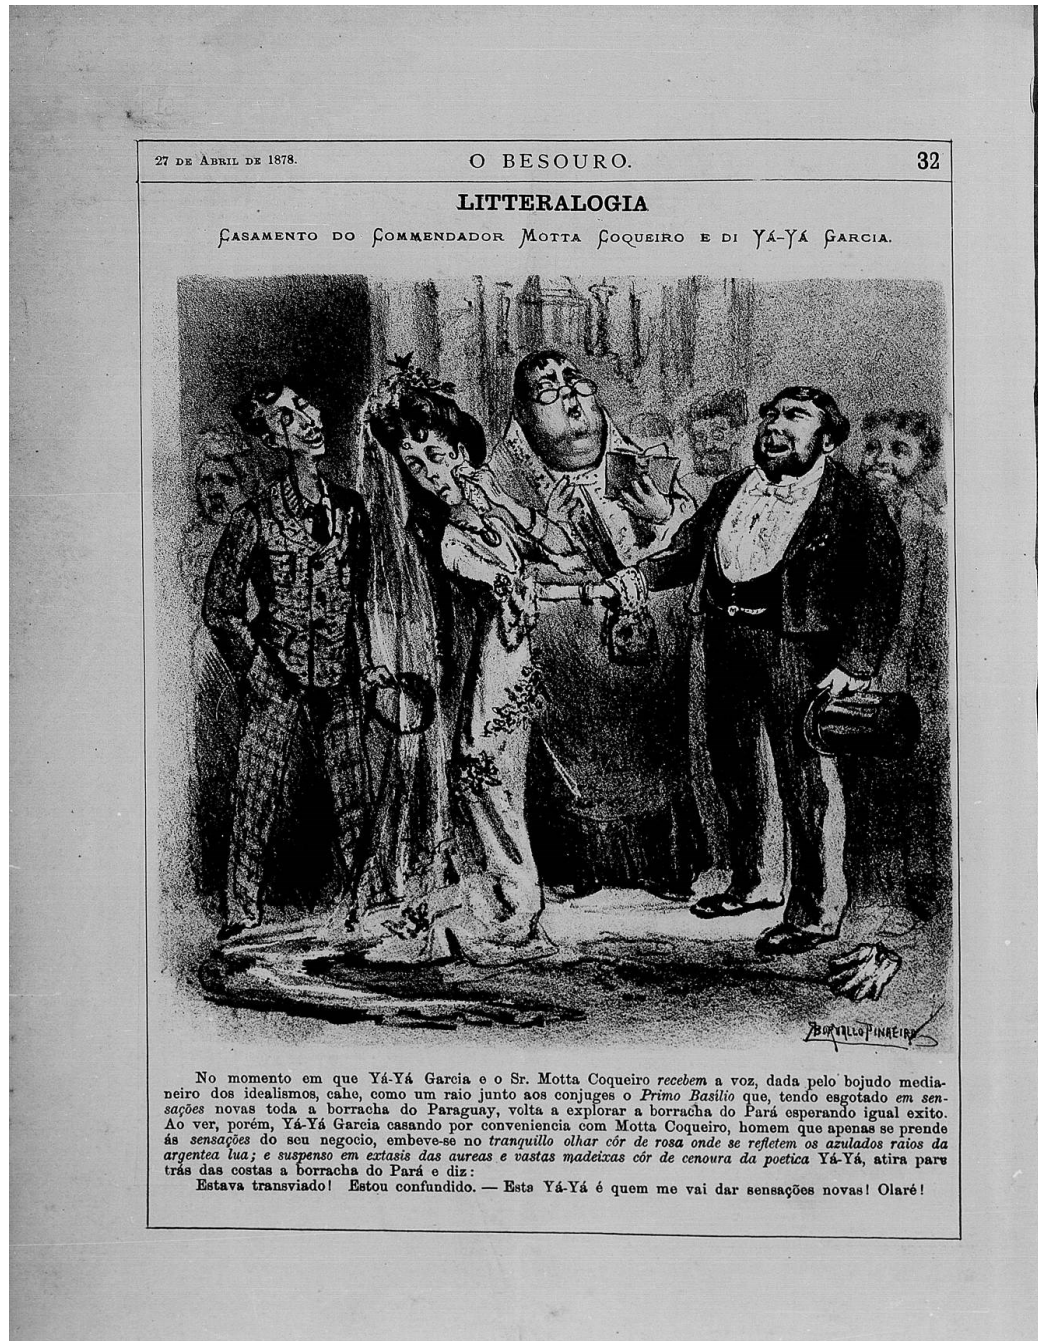 27 DE ABRIL DE 1878.
O BESOURO.
32
LITTERALOGIA
CASAMENTO DO COMMENDADOR MOTTA COQUEIRO E DI YÁ-YÁ GARCIA.
BORDALLO PINHEIRO
No momento em que Yá-Yá Garcia e o Sr. Motta Coqueiro recebem a voz, dada pelo bojudo media-
neiro dos idealismos, cahe, como um raio junto aos conjuges o Primo Basilio que, tendo esgotado em sen-
sações novas toda a borracha do Paraguay, volta a explorar a borracha do Pará esperando igual exito.
Ao ver, porém, Yá-Yá Garcia casando por conveniencia com Motta Coqueiro, homem que apenas se prende
ás sensações do seu negocio, embeve-se no tranquillo olhar côr de rosa onde se refletem os azulados raios da
argentea lua; e suspenso em extasis das aureas e vastas madeixas côr de cenoura da poetica Yá-Yá, atira para
trás das costas a borracha do Pará e diz:
Estava transviado! Estou confundido. — Esta Yá-Yá é quem me vai dar sensações novas! Olaré!